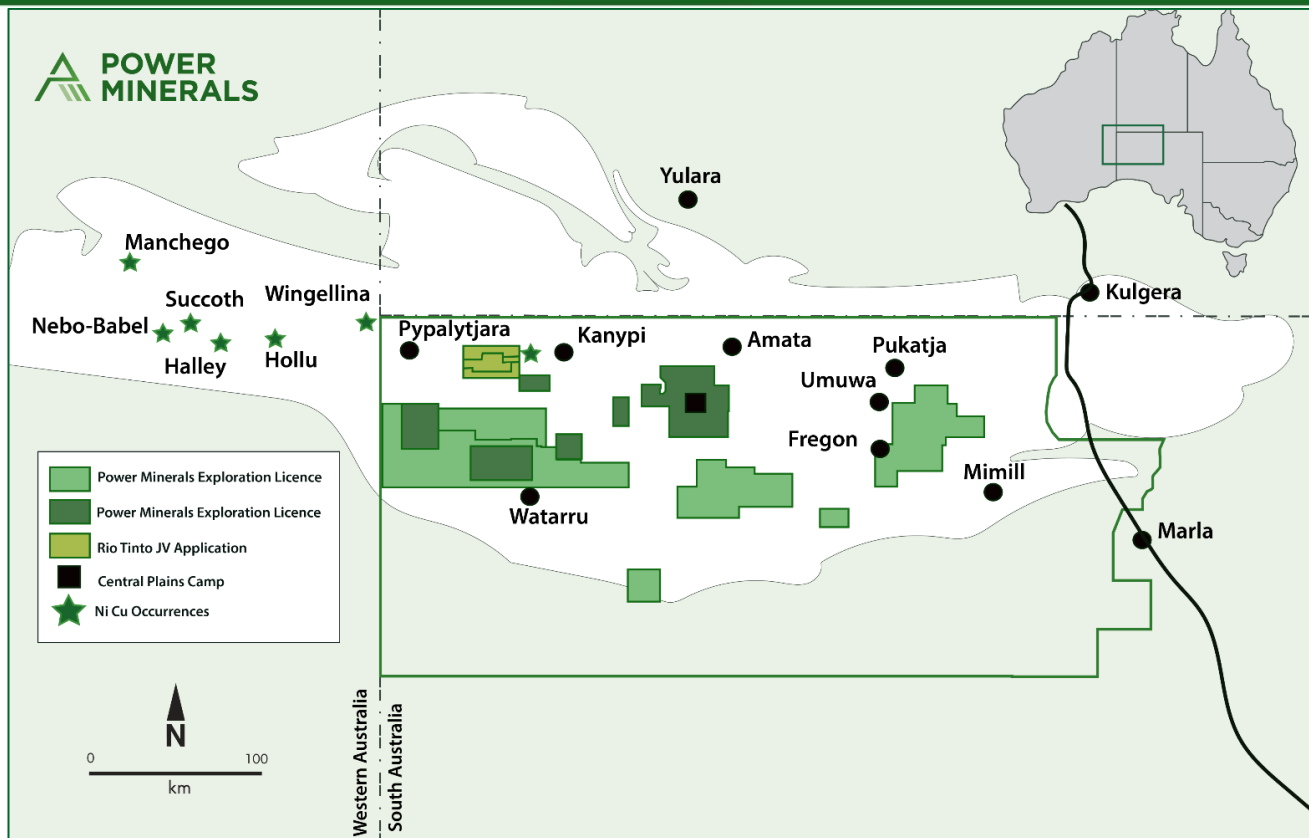 POWER
MINERALS
Yulara
Manchego
Succoth
Wingellina
Nebo-Babel
Halley
Hollu
Kulgera
Pypalytjara
Kanypi
Amata
Pukatja
Umuwa
Fregon
Mimill
Watarru
Marla
Power Minerals Exploration Licence
Power Minerals Exploration Licence
Rio Tinto JV Application
Central Plains Camp
Ni Cu Occurrences
N
0 100
km
Western Australia
South Australia